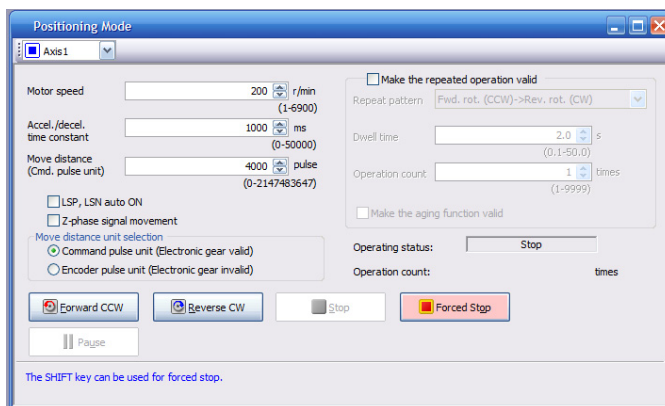 Positioning Mode
Axis1
Motor speed
200 r/min
(1-6900)
Accel./decel.
time constant
1000 ms
(0-50000)
Move distance
(Cmd. pulse unit)
4000 pulse
(0-2147483647)
LSP, LSN auto ON
Z-phase signal movement
Move distance unit selection
Command pulse unit (Electronic gear valid)
Encoder pulse unit (Electronic gear invalid)
Make the repeated operation valid
Repeat pattern Fwd. rot. (CCW)->Rev. rot. (CW)
Dwell time 2.0 s
(0.1-50.0)
Operation count 1 times
(1-9999)
Make the aging function valid
Operating status: Stop
Operation count: times
Forward CCW
Reverse CW
Stop
Forced Stop
Pause
The SHIFT key can be used for forced stop.